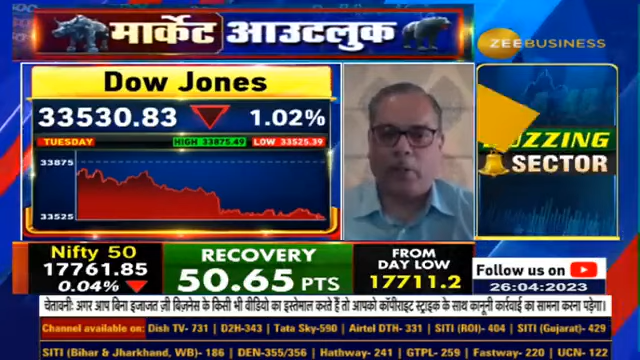 मार्केट आउटलुक
ZEEBUSINESS
Dow Jones
33530.83 1.02%
TUESDAY HIGH 33875.49 LOW 33525.39
33875
33525
BUZZING
SECTOR
Nifty 50
17761.85
0.04%
RECOVERY
50.65 PTS
FROM
DAY LOW
17711.2
Follow us on
26:04:2023
चेतावनी: अगर आप बिना इजाजत ज़ी बिज़नेस के किसी भी वीडियो का इस्तेमाल करते हैं तो आपको कॉपीराइट स्ट्राइक के साथ कानूनी कार्रवाई का सामना करना पड़ेगा।
Channel available on: Dish TV- 731 | D2H-343 | Tata Sky-590 | Airtel DTH- 331 | SITI (ROI) - 404 | SITI (Gujarat) - 429
SITI (Bihar & Jharkhand, WB) - 186 | DEN-355/356 | Hathway- 241 | GTPL- 259 | Fastway- 220 | UCN- 122